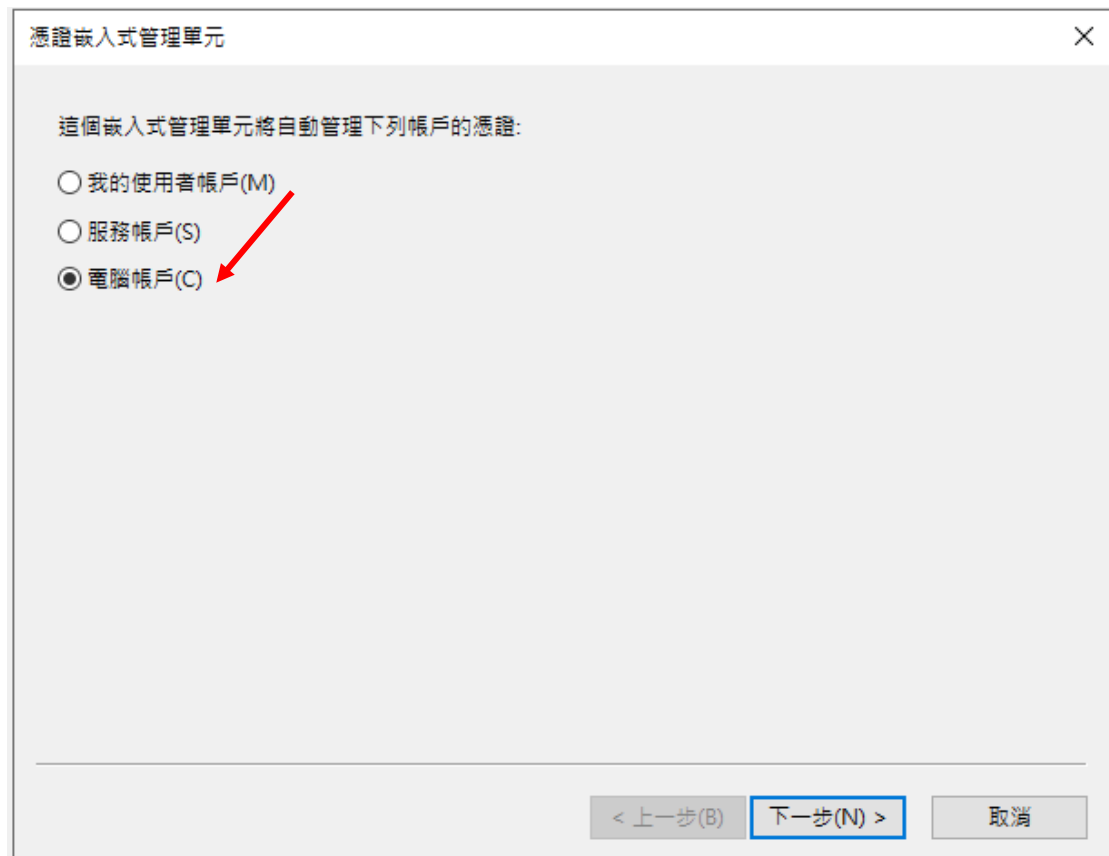 憑證嵌入式管理單元
這個嵌入式管理單元將自動管理下列帳戶的憑證:
我的使用者帳戶(M)
服務帳戶(S)
電腦帳戶(C)
< 上一步(B) 下一步(N) > 取消